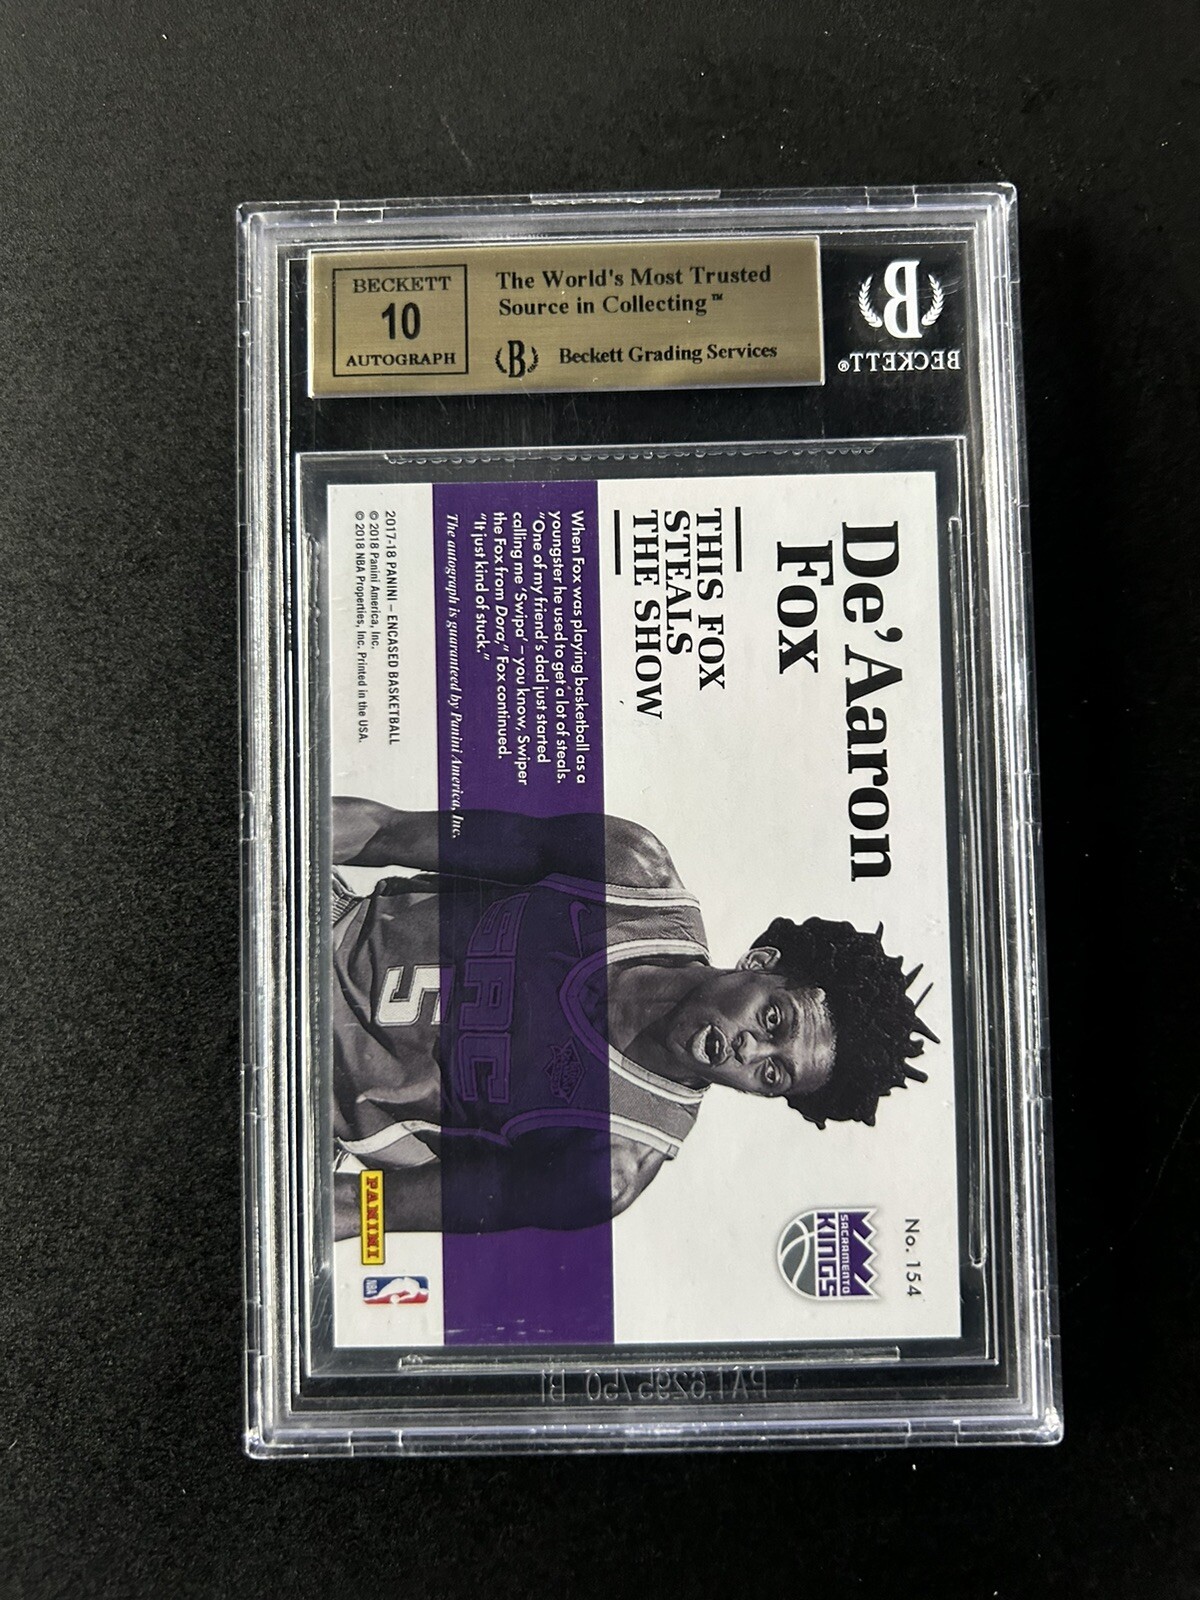 BECKETT
10
AUTOGRAPH
The World's Most Trusted
Source in Collecting™
B
Beckett Grading Services
B
BECKETT®
De'Aaron
Fox
No. 154
THIS FOX
STEALS
THE SHOW
SACRAMENTO
KINGS
When Fox was playing basketball as a
youngster he used to get a lot of steals.
"One of my friend's dad just started
calling me 'Swipa' – you know, Swiper
the Fox from Dora," Fox continued.
"It just kind of stuck."
The autograph is guaranteed by Panini America, Inc.
SAC
5
2017-18 PANINI – ENCASED BASKETBALL
© 2018 Panini America, Inc.
© 2018 NBA Properties, Inc. Printed in the USA.
PANINI
NBA